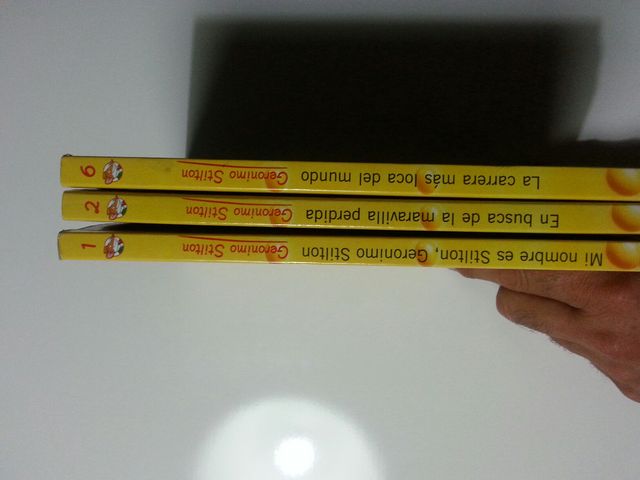 Mi nombre es Stilton, Geronimo Stilton Geronimo Stilton 1
En busca de la maravilla perdida Geronimo Stilton 2
La carrera más loca del mundo Geronimo Stilton 6